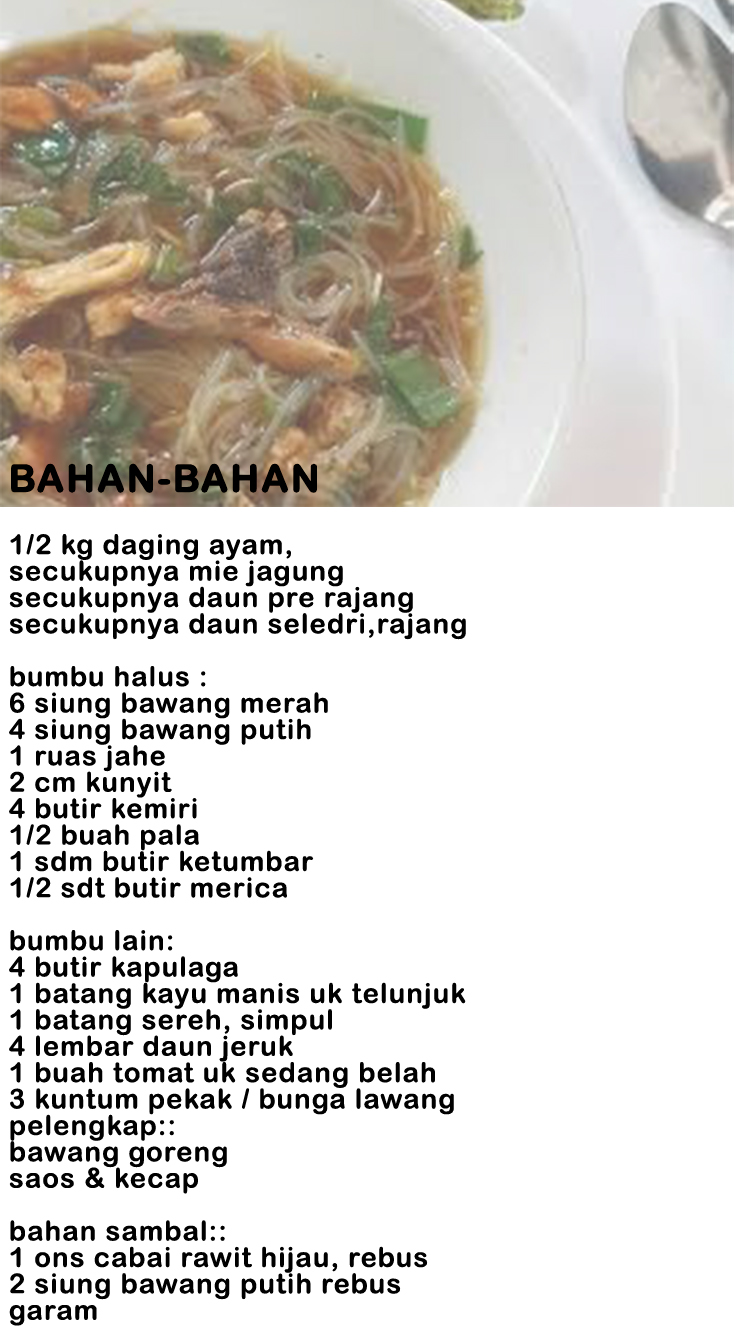 BAHAN-BAHAN
1/2 kg daging ayam,
secukupnya mie jagung
secukupnya daun pre rajang
secukupnya daun seledri,rajang
bumbu halus :
6 siung bawang merah
4 siung bawang putih
1 ruas jahe
2 cm kunyit
4 butir kemiri
1/2 buah pala
1 sdm butir ketumbar
1/2 sdt butir merica
bumbu lain:
4 butir kapulaga
1 batang kayu manis uk telunjuk
1 batang sereh, simpul
4 lembar daun jeruk
1 buah tomat uk sedang belah
3 kuntum pekak / bunga lawang
pelengkap::
bawang goreng
saos & kecap
bahan sambal::
1 ons cabai rawit hijau, rebus
2 siung bawang putih rebus
garam